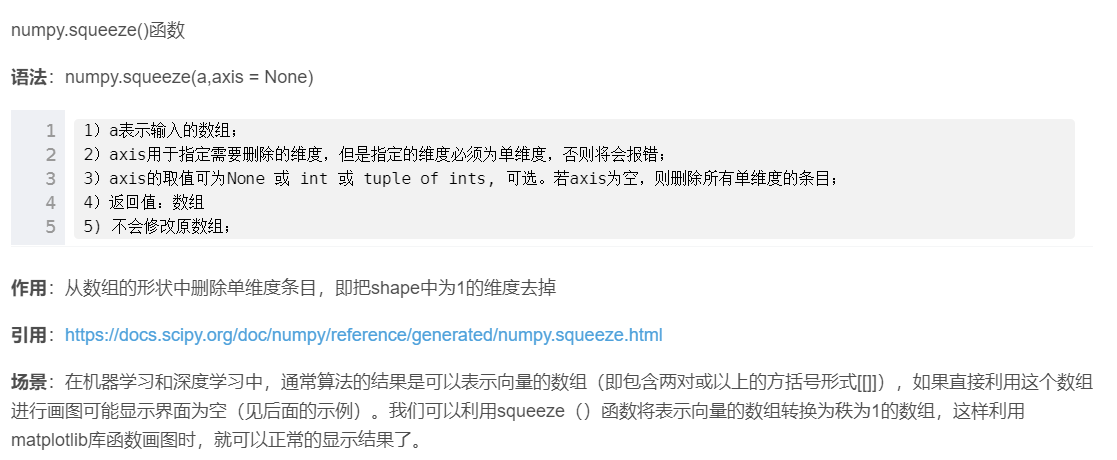 numpy.squeeze()函数
语法：numpy.squeeze(a,axis = None)
1 1）a表示输入的数组；
2 2）axis用于指定需要删除的维度，但是指定的维度必须为单维度，否则将会报错；
3 3）axis的取值可为None 或 int 或 tuple of ints, 可选。若axis为空，则删除所有单维度的条目；
4 4）返回值：数组
5 5) 不会修改原数组；
作用：从数组的形状中删除单维度条目，即把shape中为1的维度去掉
引用：https://docs.scipy.org/doc/numpy/reference/generated/numpy.squeeze.html
场景：在机器学习和深度学习中，通常算法的结果是可以表示向量的数组（即包含两对或以上的方括号形式[[]]），如果直接利用这个数组
进行画图可能显示界面为空（见后面的示例）。我们可以利用squeeze（）函数将表示向量的数组转换为秩为1的数组，这样利用
matplotlib库函数画图时，就可以正常的显示结果了。